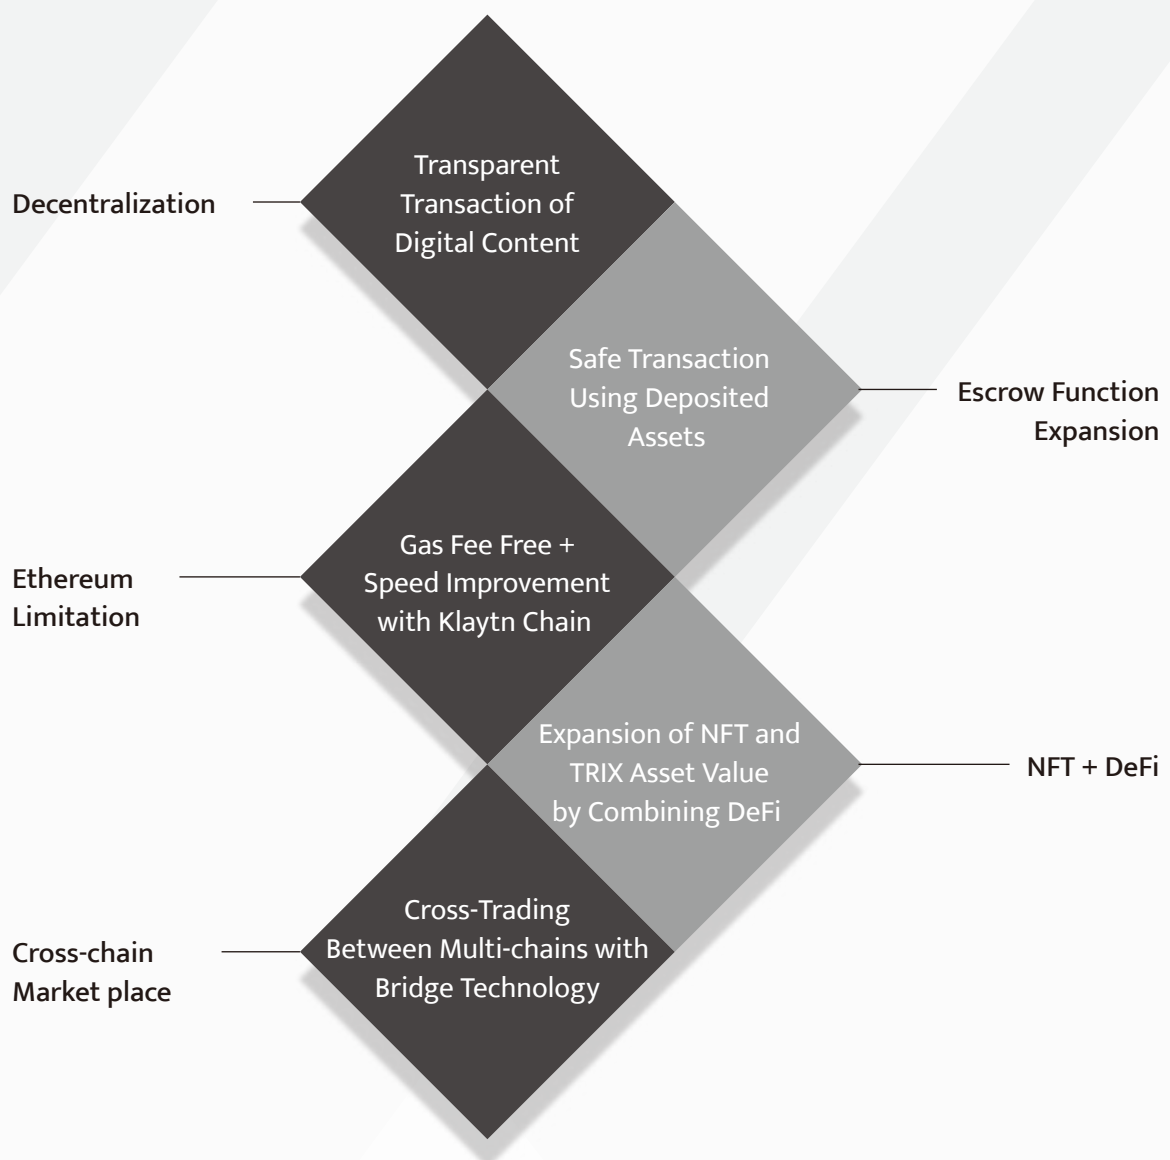 Transparent
Transaction of
Digital Content
Decentralization
Safe Transaction
Using Deposited
Assets
Escrow Function
Expansion
Gas Fee Free +
Speed Improvement
with Klaytn Chain
Ethereum
Limitation
Expansion of NFT and
TRIX Asset Value
by Combining DeFi
NFT + DeFi
Cross-Trading
Between Multi-chains with
Bridge Technology
Cross-chain
Market place